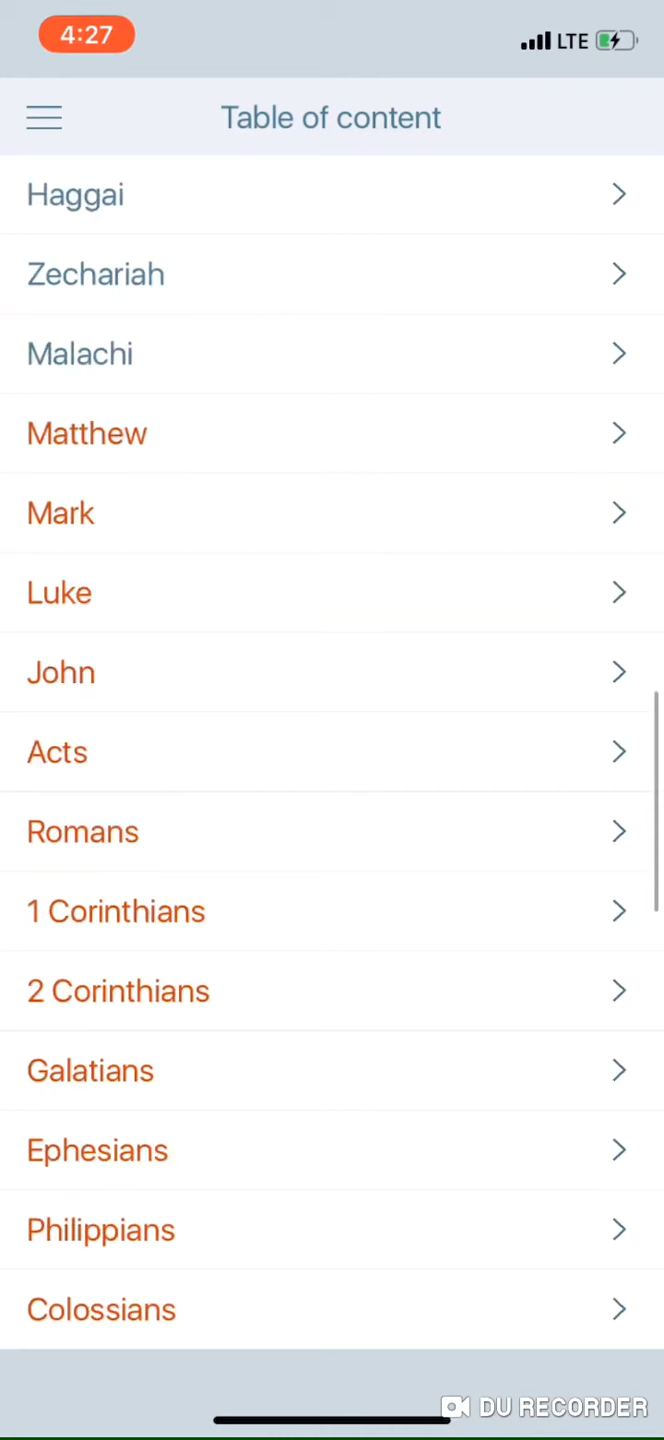 4:27
LTE
Table of content
Haggai
Zechariah
Malachi
Matthew
Mark
Luke
John
Acts
Romans
1 Corinthians
2 Corinthians
Galatians
Ephesians
Philippians
Colossians
DU RECORDER